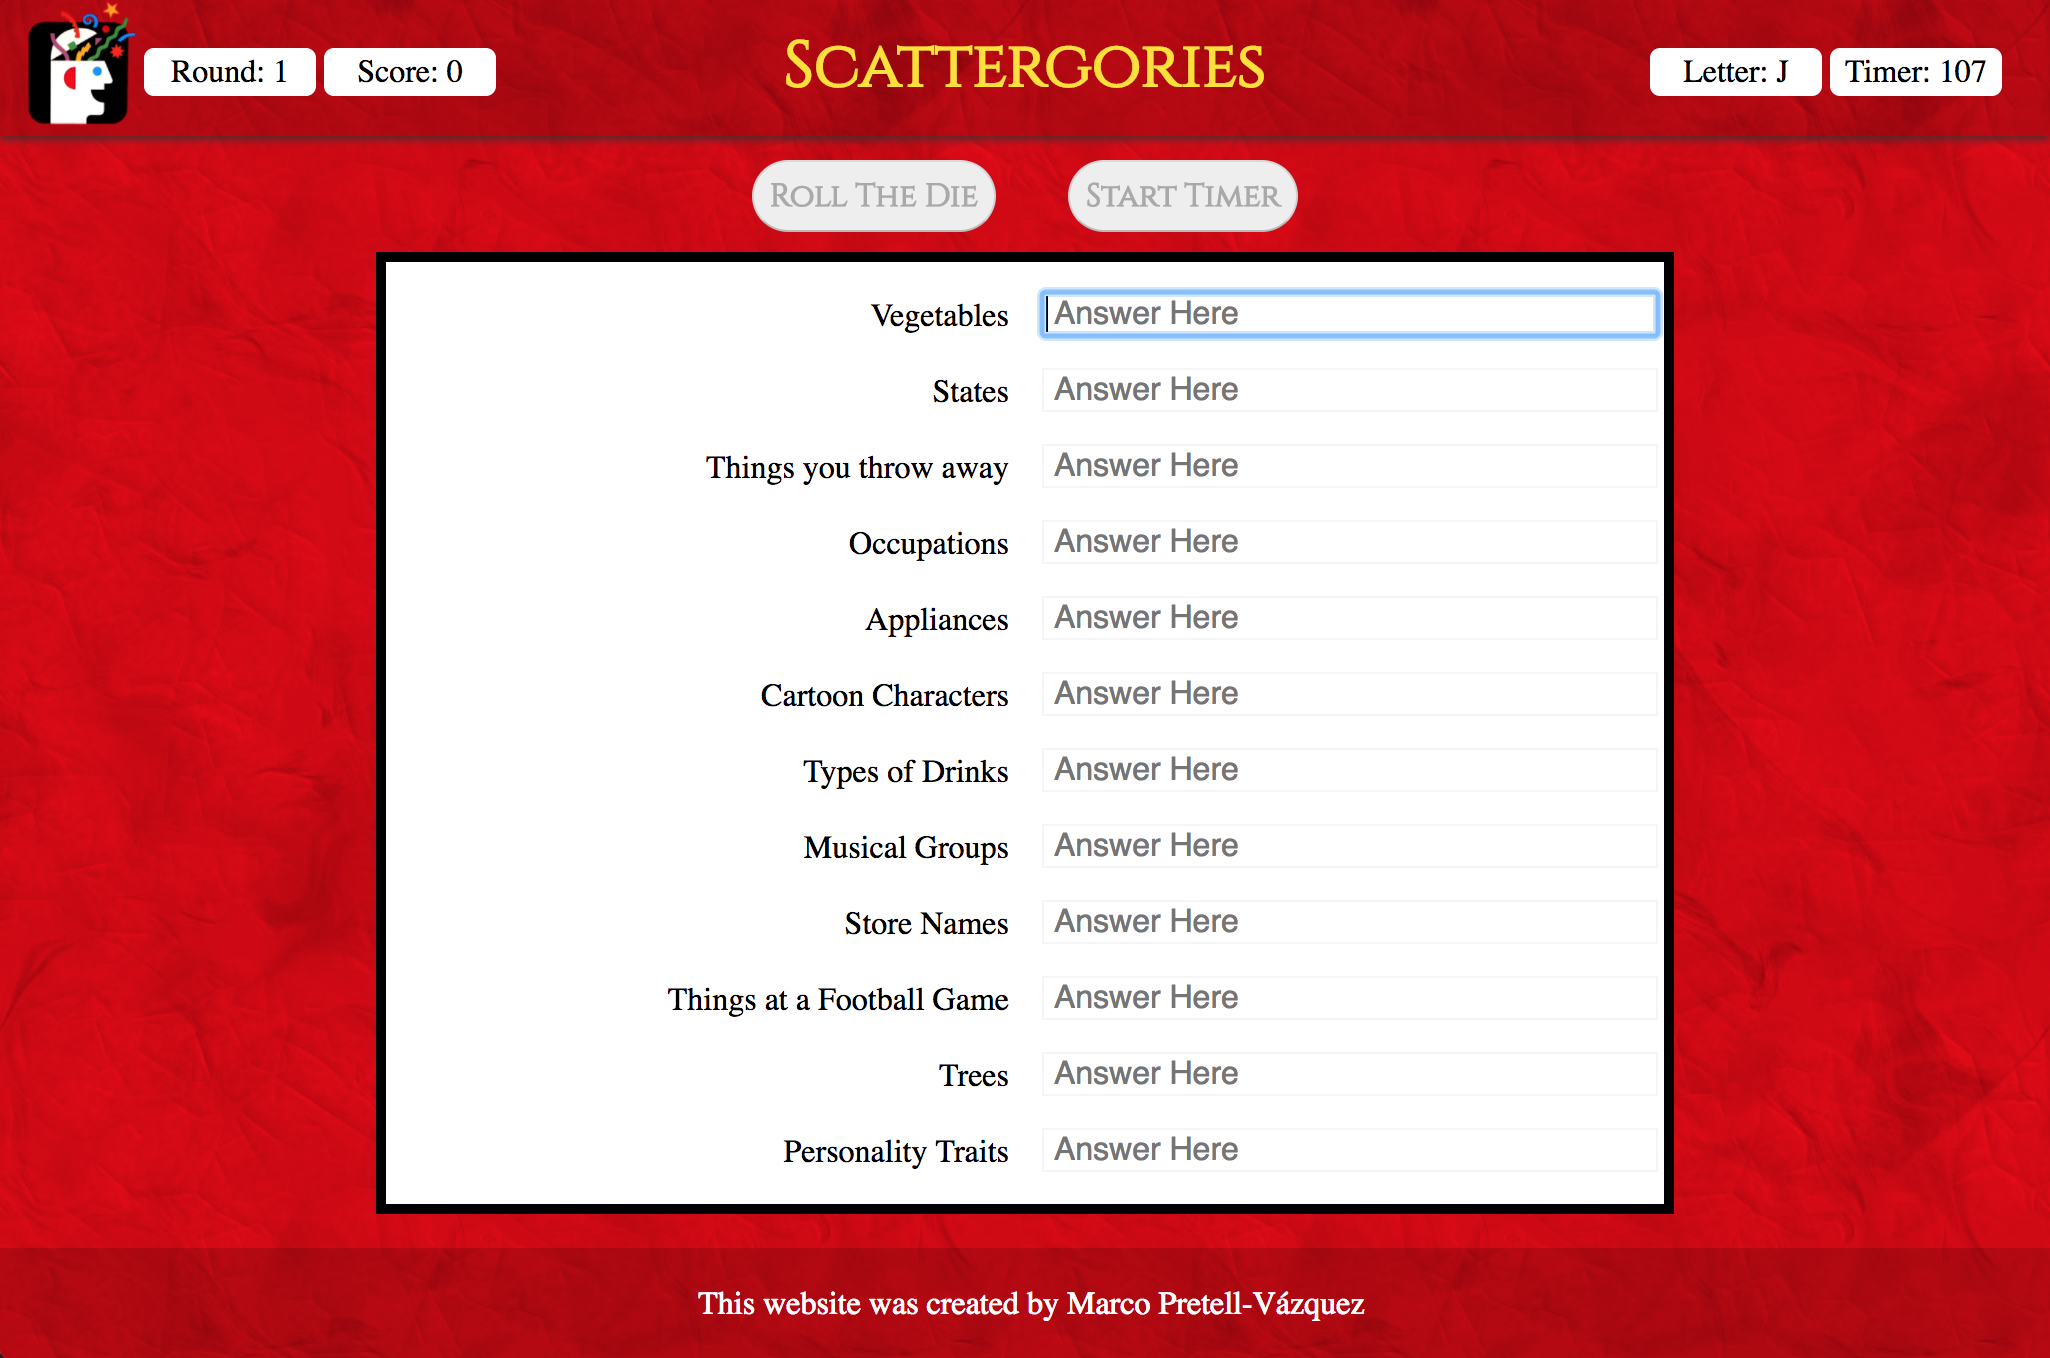 Round: 1
Score: 0
Scattergories
Letter: J
Timer: 107
Roll The Die
Start Timer
Vegetables Answer Here
States Answer Here
Things you throw away Answer Here
Occupations Answer Here
Appliances Answer Here
Cartoon Characters Answer Here
Types of Drinks Answer Here
Musical Groups Answer Here
Store Names Answer Here
Things at a Football Game Answer Here
Trees Answer Here
Personality Traits Answer Here
This website was created by Marco Pretell-Vázquez